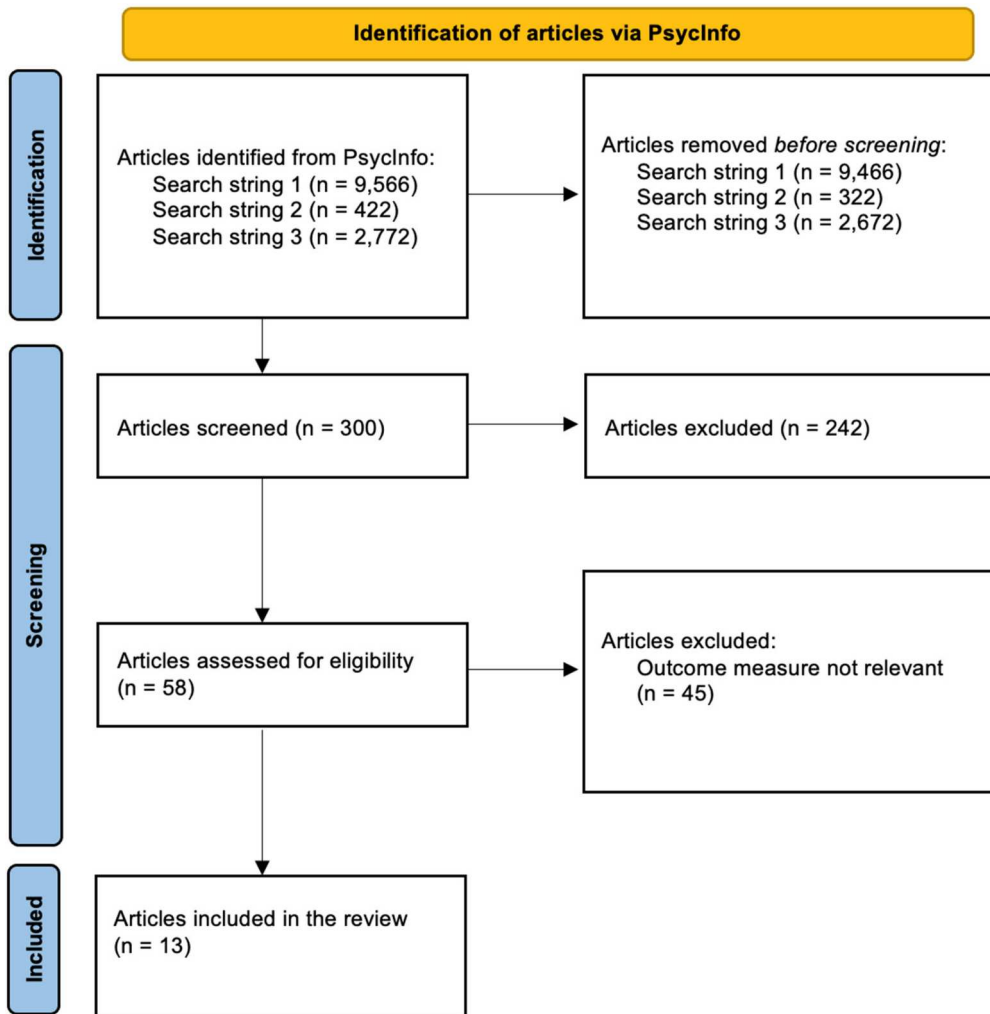 Identification of articles via PsycInfo
Identification
Articles identified from PsycInfo:
Search string 1 (n = 9,566)
Search string 2 (n = 422)
Search string 3 (n = 2,772)
Articles removed before screening:
Search string 1 (n = 9,466)
Search string 2 (n = 322)
Search string 3 (n = 2,672)
Screening
Articles screened (n = 300)
Articles excluded (n = 242)
Articles assessed for eligibility
(n = 58)
Articles excluded:
Outcome measure not relevant
(n = 45)
Included
Articles included in the review
(n = 13)